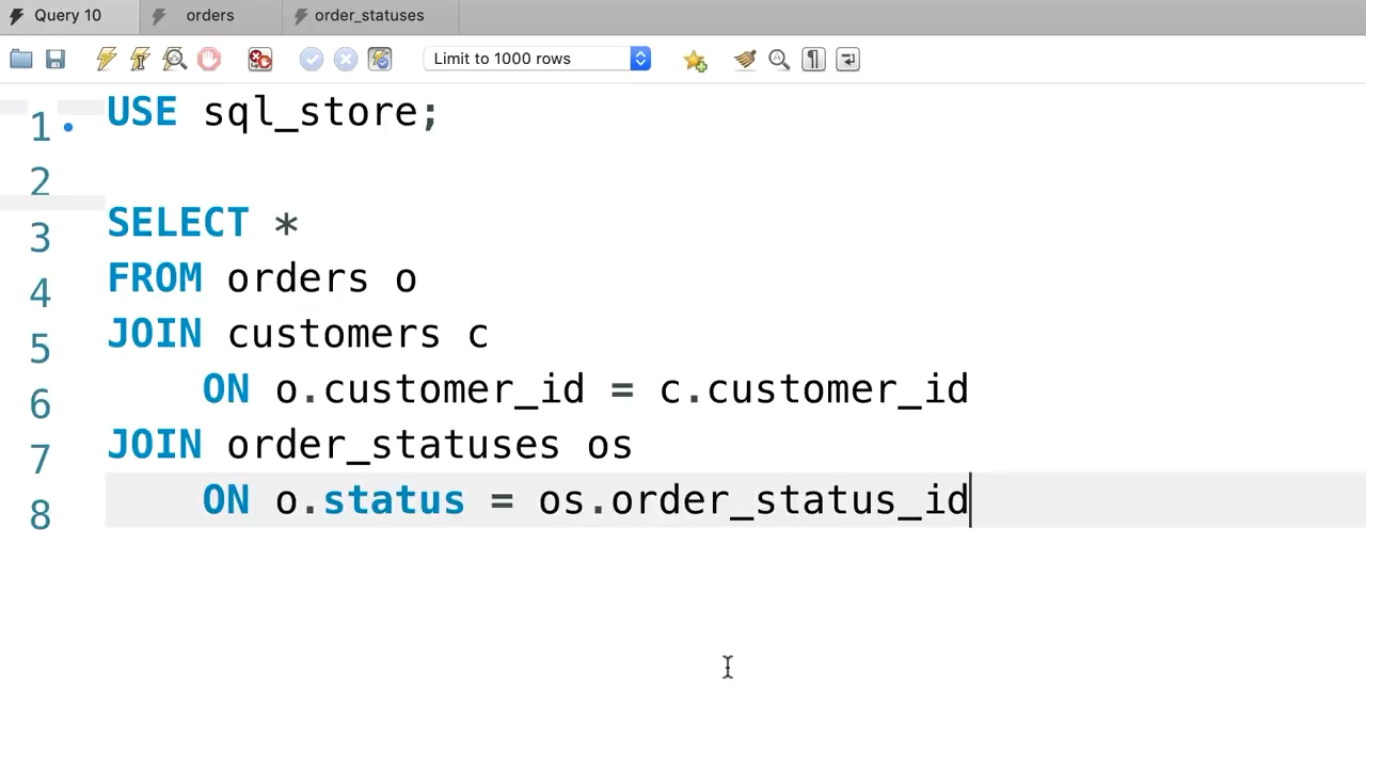 Query 10
orders
order_statuses
Limit to 1000 rows
1 USE sql_store;
2
3 SELECT *
4 FROM orders o
5 JOIN customers c
6 ON o.customer_id = c.customer_id
7 JOIN order_statuses os
8 ON o.status = os.order_status_id